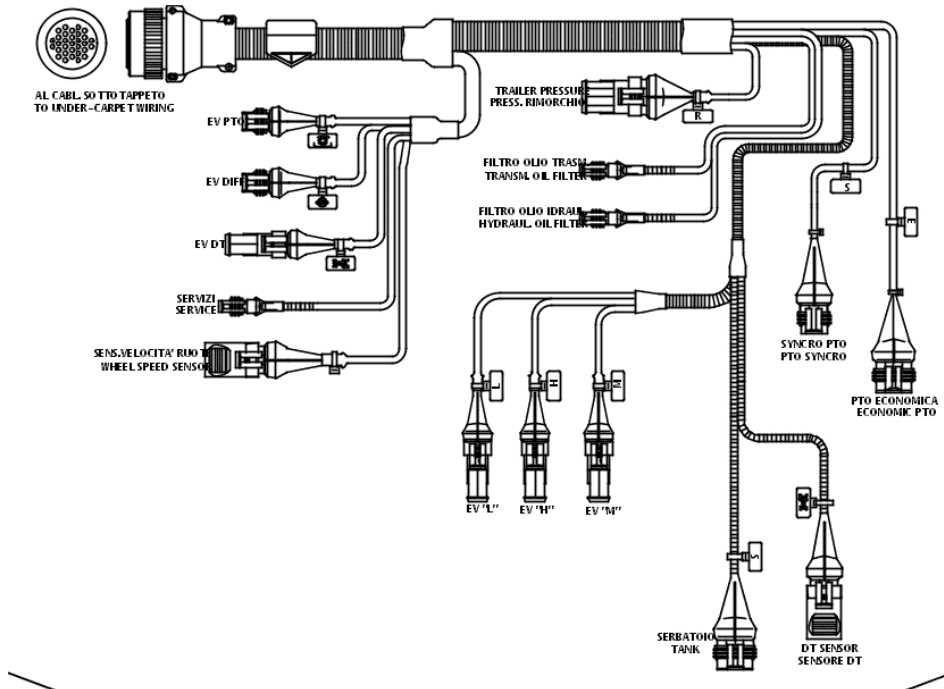 AL CABL. SOTTO TAPPETO
TO UNDER-CARPET WIRING
EV PTO
EV DIFF
EV DT
SERVIZI
SERVICE
SENS.VELOCITA' RUOTE
WHEEL SPEED SENSOR
TRAILER PRESSURE
PRESS. RIMORCHIO
R
FILTRO OLIO TRASM.
TRANSM. OIL FILTER
FILTRO OLIO IDRAUL.
HYDRAUL. OIL FILTER
S
E
SYNCRO PTO
PTO SYNCRO
PTO ECONOMICA
ECONOMIC PTO
L
H
M
EV "L"
EV "H"
EV "M"
S
SERBATOIO
TANK
DT SENSOR
SENSORE DT